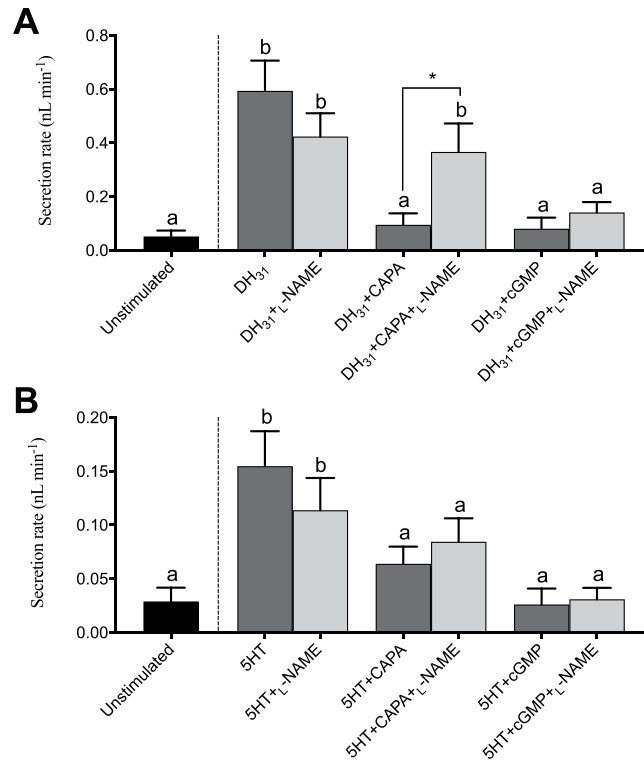 A
Secretion rate (nL min-1)
0.8
0.6
0.4
0.2
0.0
a
b
b
a
*
b
a
a
Unstimulated
DH31
DH31+L-NAME
DH31+CAPA
DH31+CAPA+L-NAME
DH31+cGMP
DH31+cGMP+L-NAME
B
Secretion rate (nL min-1)
0.20
0.15
0.10
0.05
0.00
a
b
b
a
a
a
a
Unstimulated
5HT
5HT+L-NAME
5HT+CAPA
5HT+CAPA+L-NAME
5HT+cGMP
5HT+cGMP+L-NAME